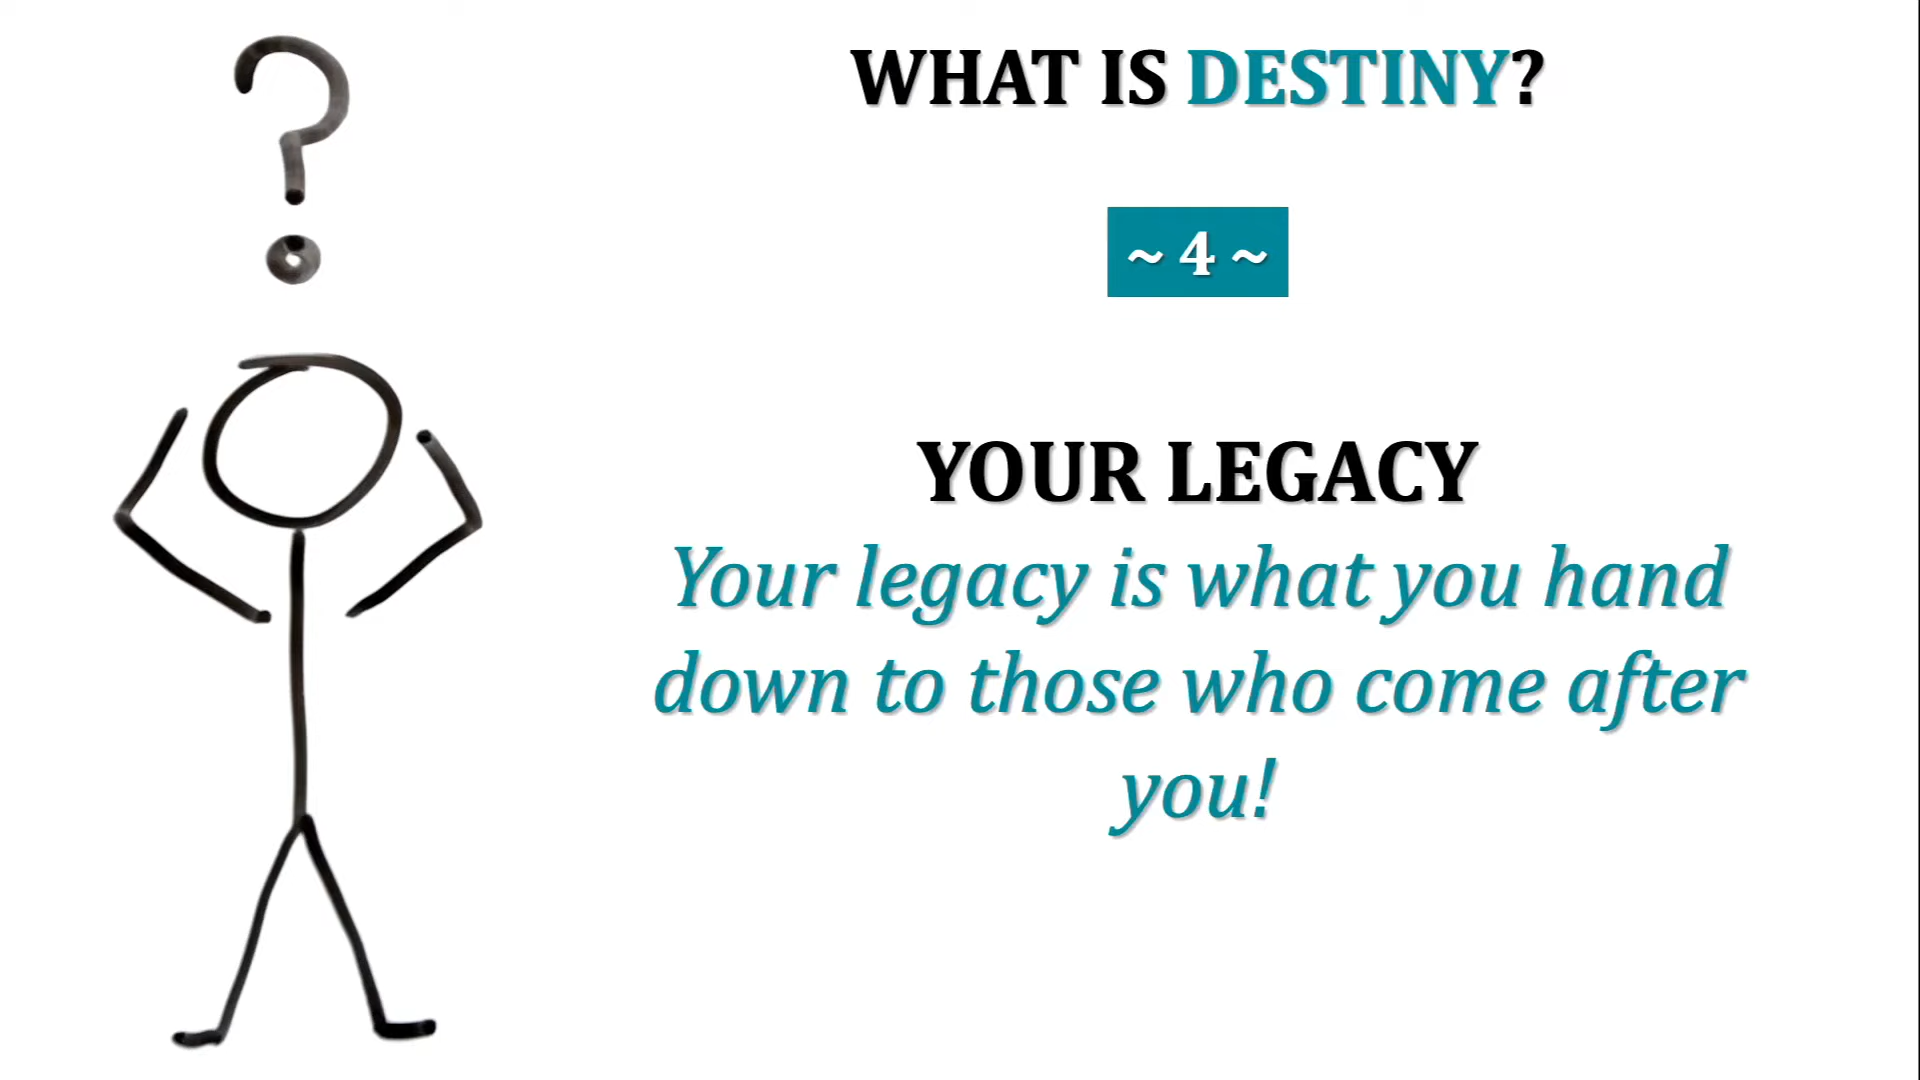 WHAT IS DESTINY?
~ 4 ~
YOUR LEGACY
Your legacy is what you hand
down to those who come after
you!